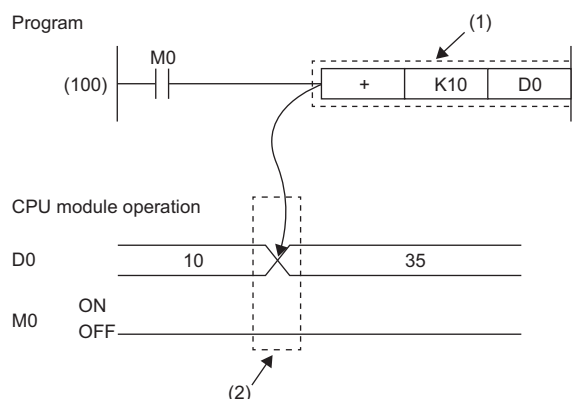 Program
(1)
M0
(100)
+ K10 D0
CPU module operation
D0 10 35
M0 ON
OFF
(2)